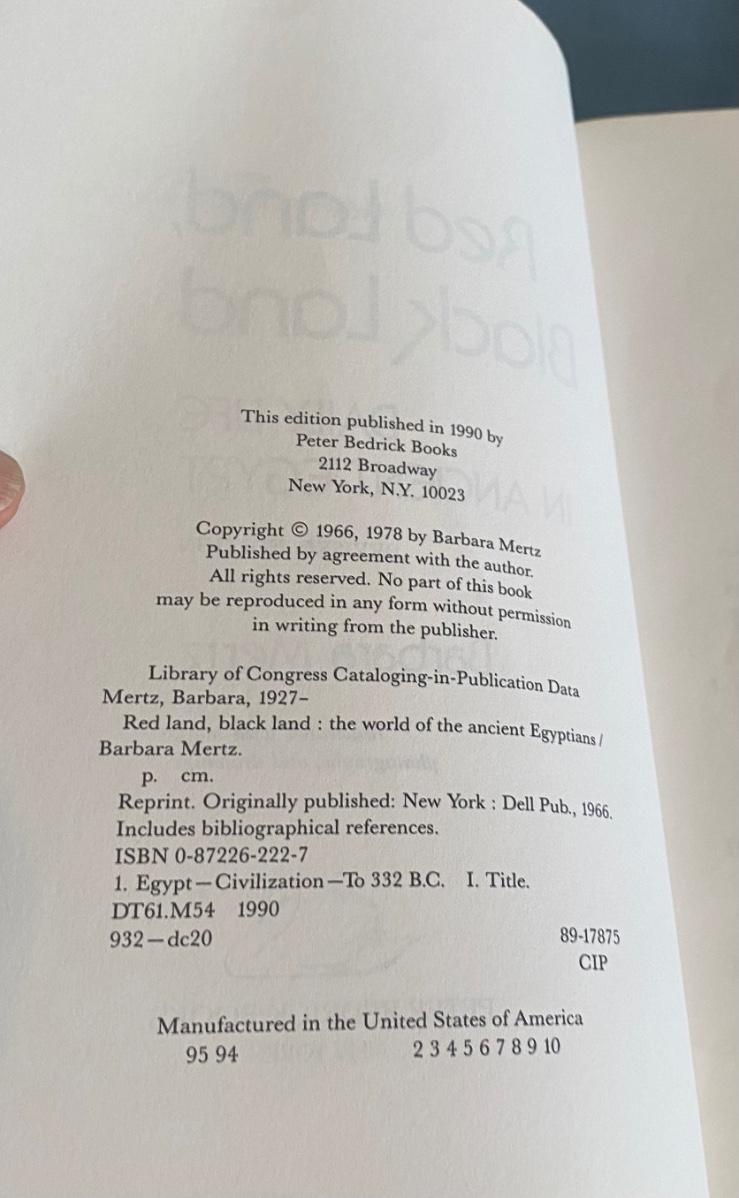 Red Land,
Black Land
This edition published in 1990 by
Peter Bedrick Books
2112 Broadway
New York, N.Y. 10023
Copyright © 1966, 1978 by Barbara Mertz
Published by agreement with the author.
All rights reserved. No part of this book
may be reproduced in any form without permission
in writing from the publisher.
Library of Congress Cataloging-in-Publication Data
Mertz, Barbara, 1927–
Red land, black land : the world of the ancient Egyptians /
Barbara Mertz.
p. cm.
Reprint. Originally published: New York : Dell Pub., 1966.
Includes bibliographical references.
ISBN 0-87226-222-7
1. Egypt—Civilization—To 332 B.C. I. Title.
DT61.M54 1990
932—dc20 89-17875
CIP
Manufactured in the United States of America
95 94 2 3 4 5 6 7 8 9 10